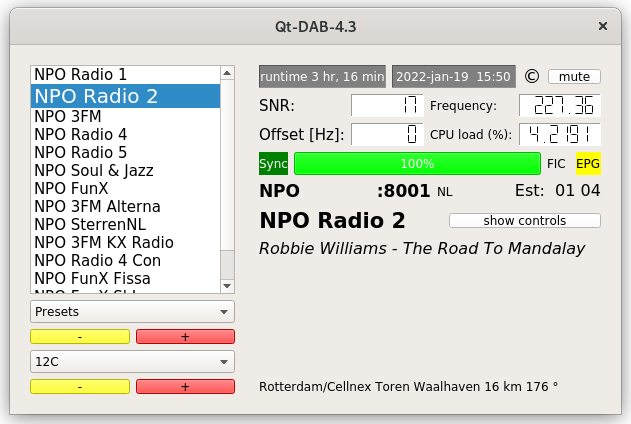 Qt-DAB-4.3
×
NPO Radio 1
NPO Radio 2
NPO 3FM
NPO Radio 4
NPO Radio 5
NPO Soul & Jazz
NPO FunX
NPO 3FM Alterna
NPO SterrenNL
NPO 3FM KX Radio
NPO Radio 4 Con
NPO FunX Fissa
Presets
- +
12C
- +
runtime 3 hr, 16 min 2022-jan-19 15:50 © mute
SNR: 17 Frequency: 227.36
Offset [Hz]: 0 CPU load (%): 4.2191
Sync 100% FIC EPG
NPO :8001 NL Est: 01 04
NPO Radio 2 show controls
Robbie Williams - The Road To Mandalay
Rotterdam/Cellnex Toren Waalhaven 16 km 176 °